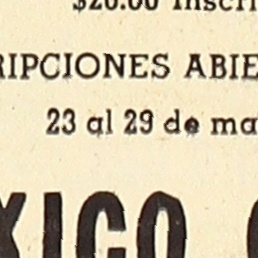 $20.00 Inscri
RIPCIONES ABIE
23 al 29 de ma
XICO